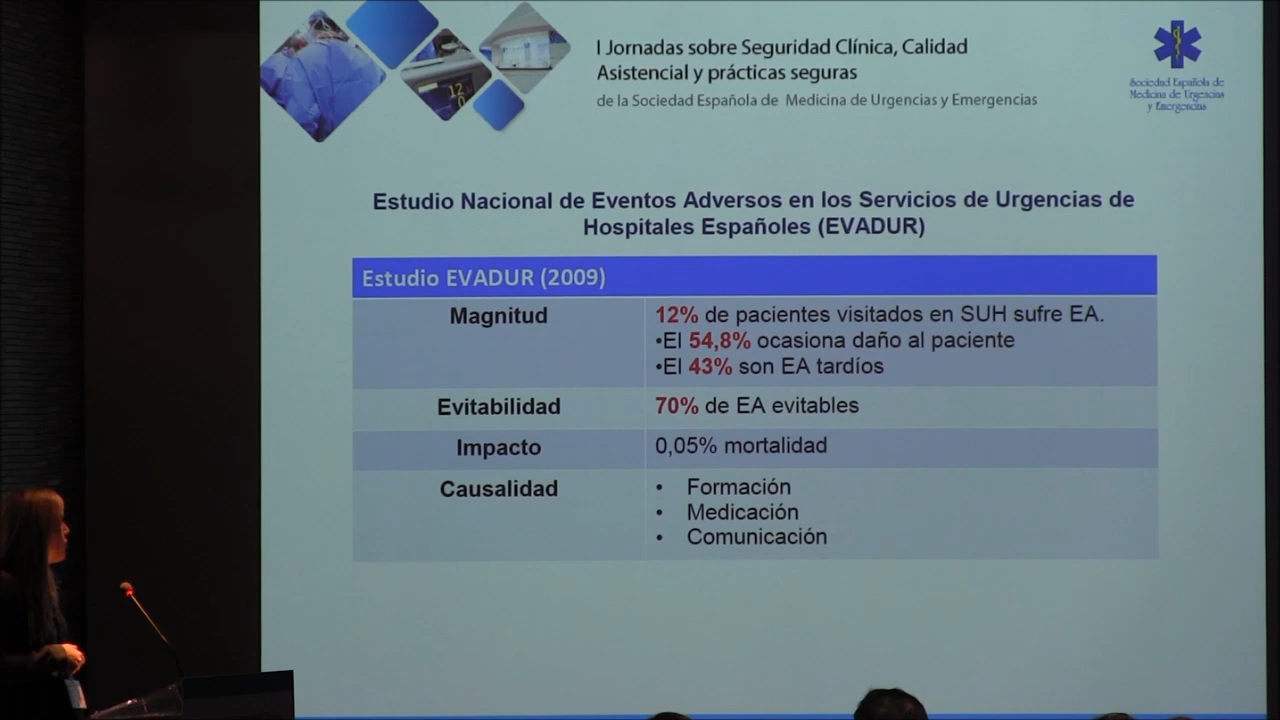 I Jornadas sobre Seguridad Clínica, Calidad
Asistencial y prácticas seguras
de la Sociedad Española de Medicina de Urgencias y Emergencias
Sociedad Española de
Medicina de Urgencias
y Emergencias
12
0
Estudio Nacional de Eventos Adversos en los Servicios de Urgencias de
Hospitales Españoles (EVADUR)
Estudio EVADUR (2009)
Magnitud
12% de pacientes visitados en SUH sufre EA.
•El 54,8% ocasiona daño al paciente
•El 43% son EA tardíos
Evitabilidad
70% de EA evitables
Impacto
0,05% mortalidad
Causalidad
• Formación
• Medicación
• Comunicación